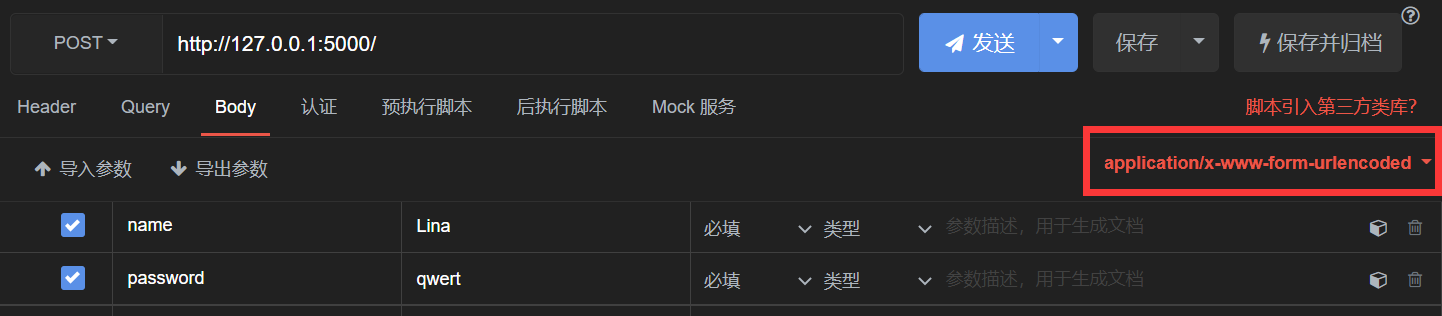 POST http://127.0.0.1:5000/ 发送 保存 保存并归档
Header Query Body 认证 预执行脚本 后执行脚本 Mock 服务 脚本引入第三方类库?
导入参数 导出参数 application/x-www-form-urlencoded
name Lina 必填 类型 参数描述，用于生成文档
password qwert 必填 类型 参数描述，用于生成文档